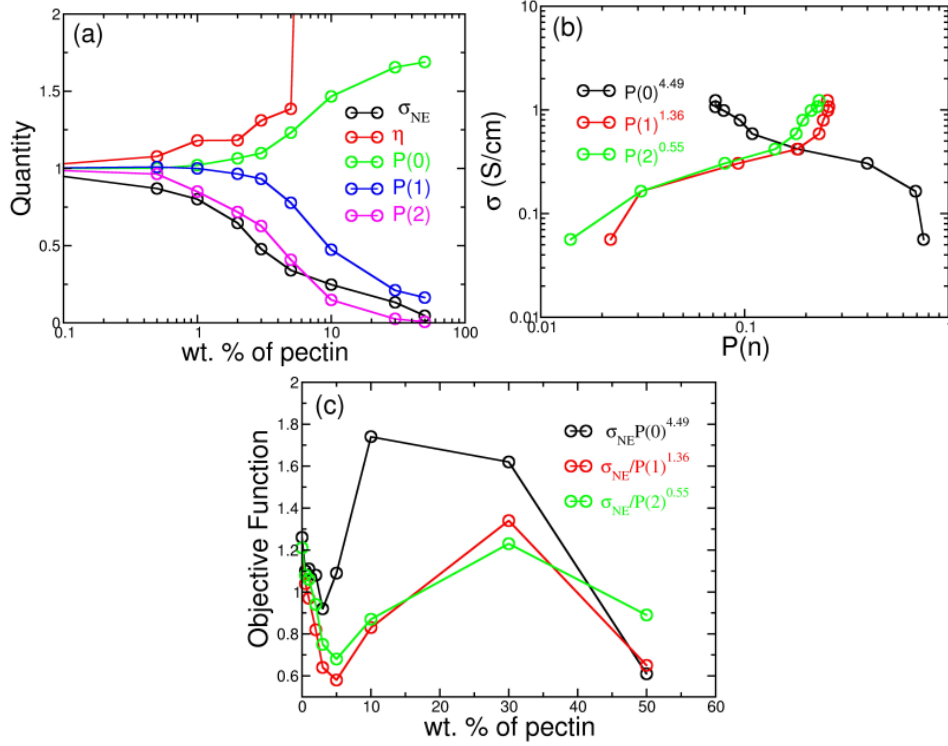 (a)
2
1.5
1
0.5
0
Quantity
σNE
η
P(0)
P(1)
P(2)
0.1
1
10
100
wt. % of pectin
(b)
10
1
0.1
0.01
σ (S/cm)
P(0)^4.49
P(1)^1.36
P(2)^0.55
0.01
0.1
1
P(n)
(c)
2
1.8
1.6
1.4
1.2
1
0.8
0.6
Objective Function
σNE P(0)^4.49
σNE/P(1)^1.36
σNE/P(2)^0.55
0
10
20
30
40
50
60
wt. % of pectin